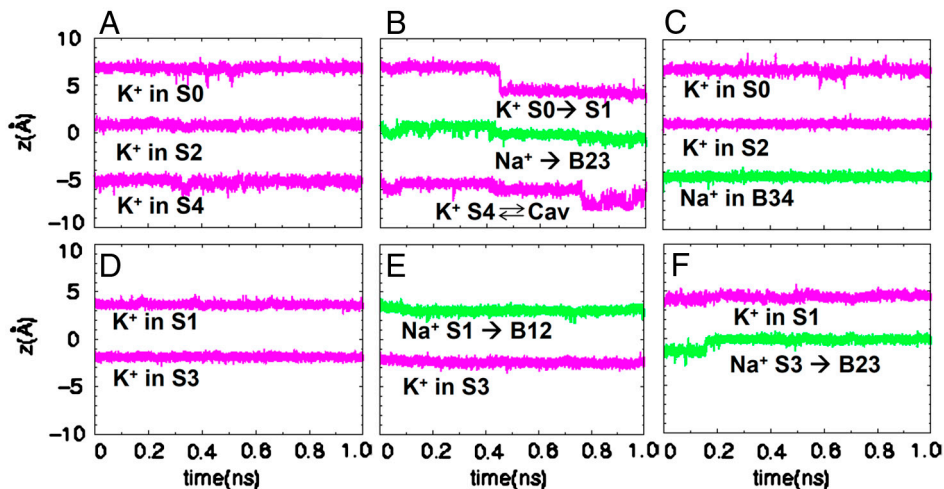 A
B
C
10
5
0
−5
−10
z(Å)
K⁺ in S0
K⁺ in S2
K⁺ in S4
K⁺ S0 → S1
Na⁺ → B23
K⁺ S4 ⇄ Cav
K⁺ in S0
K⁺ in S2
Na⁺ in B34
D
E
F
10
5
0
−5
−10
z(Å)
K⁺ in S1
K⁺ in S3
Na⁺ S1 → B12
K⁺ in S3
K⁺ in S1
Na⁺ S3 → B23
0 0.2 0.4 0.6 0.8 1.0
0 0.2 0.4 0.6 0.8 1.0
0 0.2 0.4 0.6 0.8 1.0
time(ns)
time(ns)
time(ns)